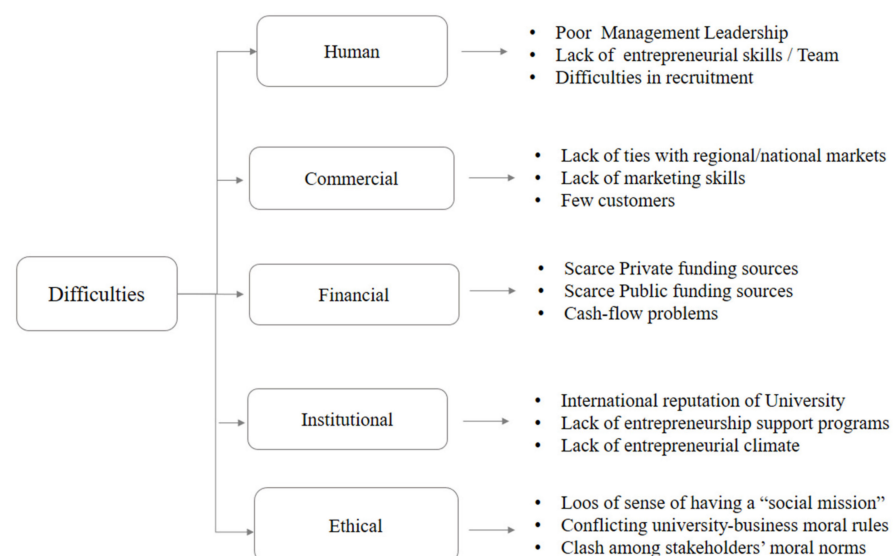 Difficulties
Human
• Poor Management Leadership
• Lack of entrepreneurial skills / Team
• Difficulties in recruitment
Commercial
• Lack of ties with regional/national markets
• Lack of marketing skills
• Few customers
Financial
• Scarce Private funding sources
• Scarce Public funding sources
• Cash-flow problems
Institutional
• International reputation of University
• Lack of entrepreneurship support programs
• Lack of entrepreneurial climate
Ethical
• Loos of sense of having a “social mission”
• Conflicting university-business moral rules
• Clash among stakeholders’ moral norms